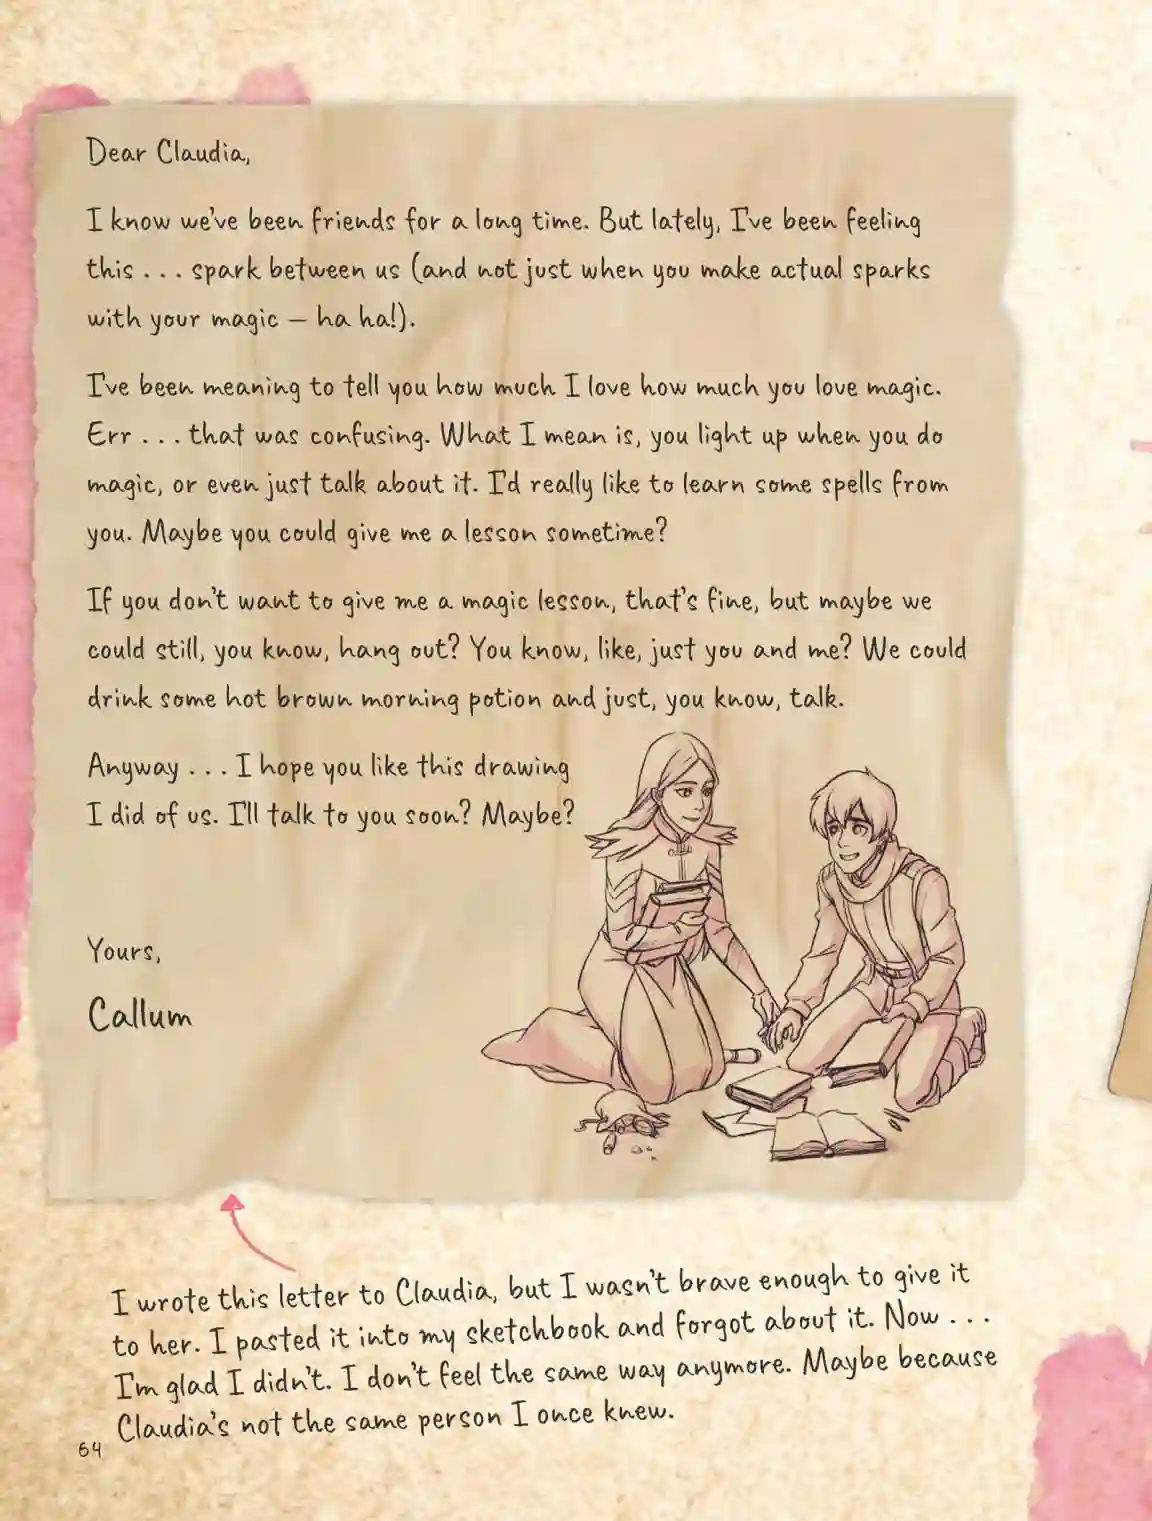 Dear Claudia,
I know we've been friends for a long time. But lately, I've been feeling
this . . . spark between us (and not just when you make actual sparks
with your magic – ha ha!).
I've been meaning to tell you how much I love how much you love magic.
Err . . . that was confusing. What I mean is, you light up when you do
magic, or even just talk about it. I'd really like to learn some spells from
you. Maybe you could give me a lesson sometime?
If you don't want to give me a magic lesson, that's fine, but maybe we
could still, you know, hang out? You know, like, just you and me? We could
drink some hot brown morning potion and just, you know, talk.
Anyway . . . I hope you like this drawing
I did of us. I'll talk to you soon? Maybe?
Yours,
Callum
I wrote this letter to Claudia, but I wasn't brave enough to give it
to her. I pasted it into my sketchbook and forgot about it. Now . . .
I'm glad I didn't. I don't feel the same way anymore. Maybe because
Claudia's not the same person I once knew.
64